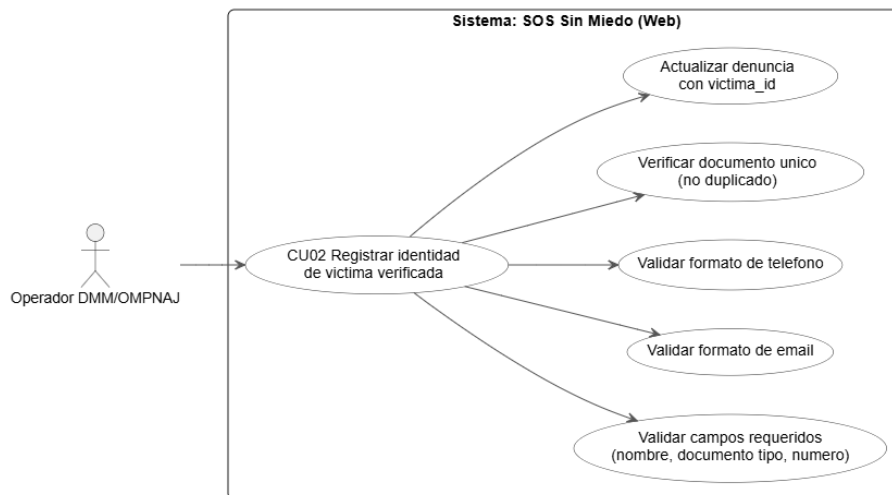 Sistema: SOS Sin Miedo (Web)
Actualizar denuncia
con victima_id
Verificar documento unico
(no duplicado)
CU02 Registrar identidad
de victima verificada
Validar formato de telefono
Operador DMM/OMPNAJ
Validar formato de email
Validar campos requeridos
(nombre, documento tipo, numero)